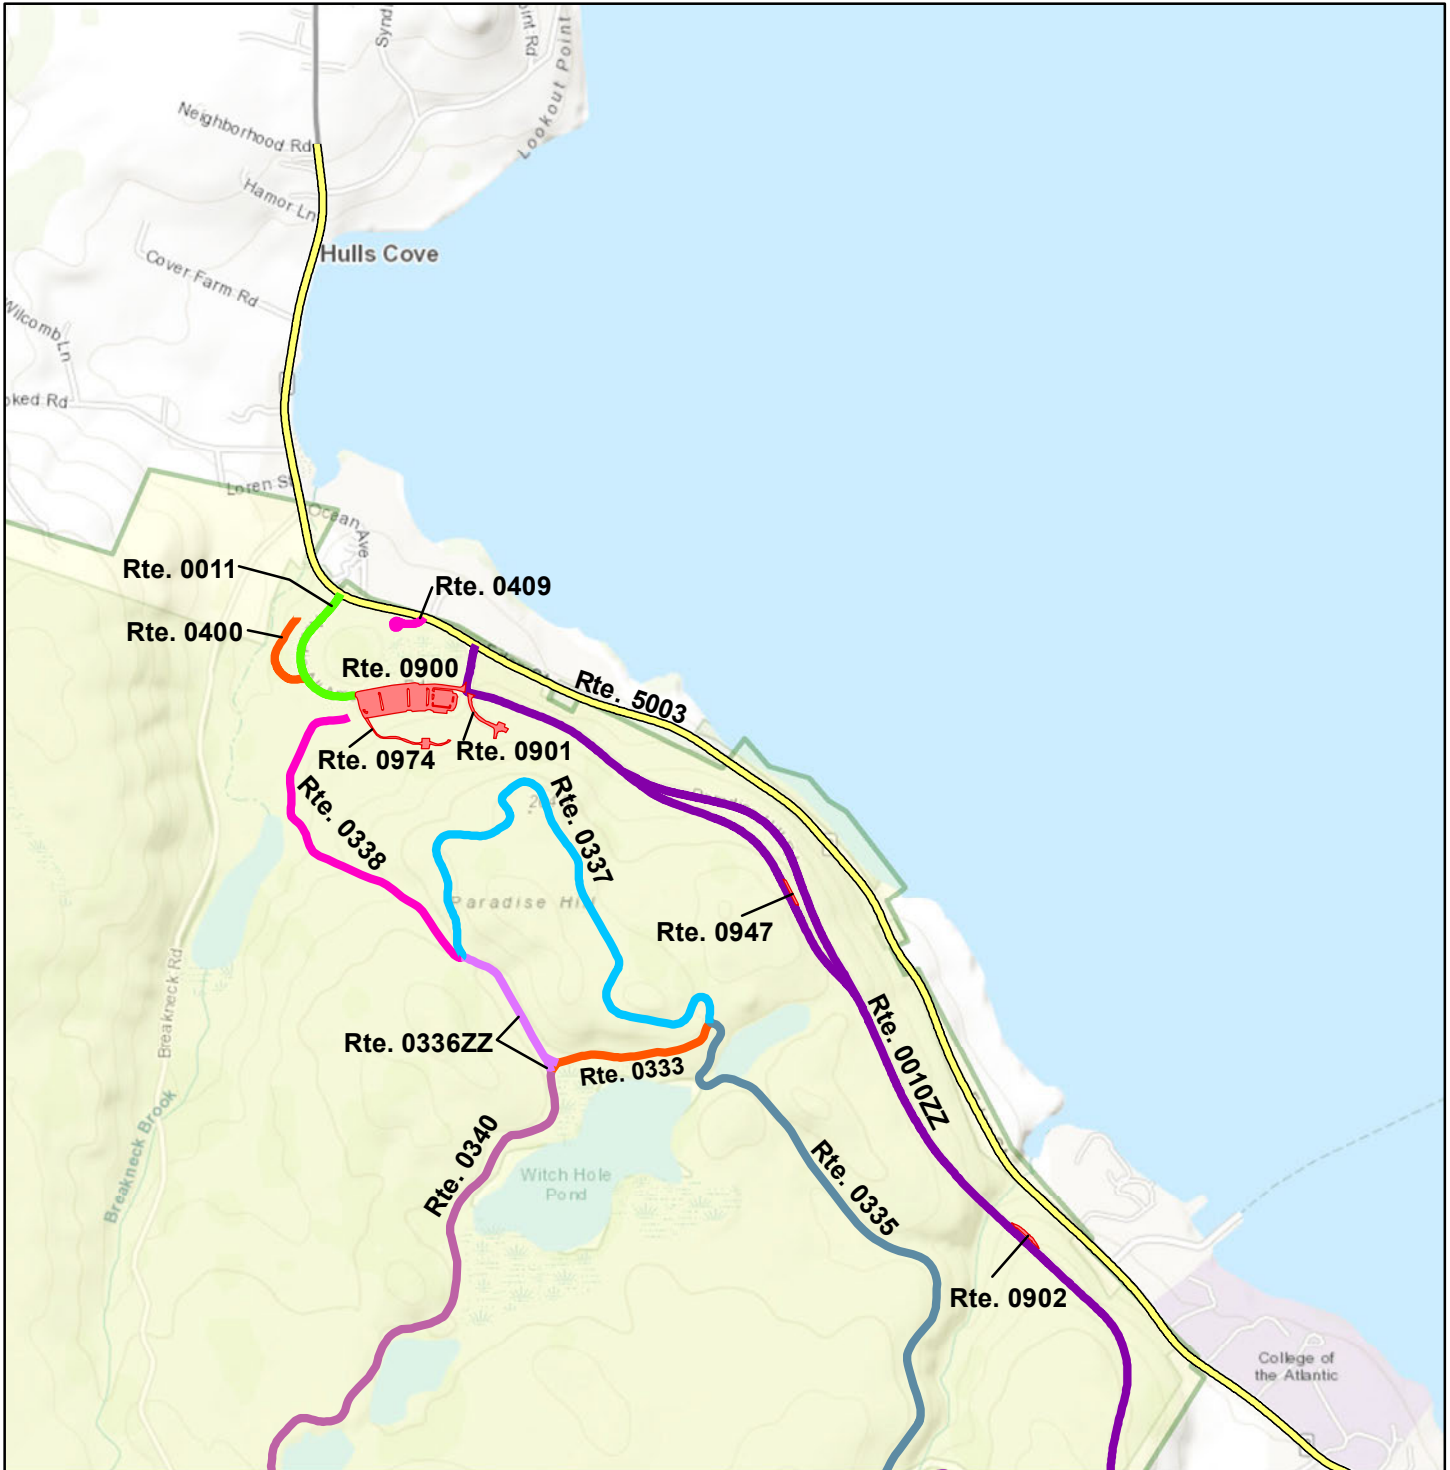 Lookout Point
Neighborhood Rd
Hamor Ln
Hulls Cove
Cover Farm Rd
Wilcomb Ln
oked Rd
Loren St
Ocean Ave
Rte. 0011
Rte. 0409
Rte. 0400
Rte. 0900
Rte. 5003
Rte. 0974
Rte. 0901
Rte. 0338
Rte. 0337
Paradise Hill
Rte. 0947
Breakneck Rd
Rte. 0336ZZ
Rte. 0333
Rte. 0010ZZ
Breakneck Brook
Rte. 0340
Witch Hole
Pond
Rte. 0335
Rte. 0902
College of
the Atlantic